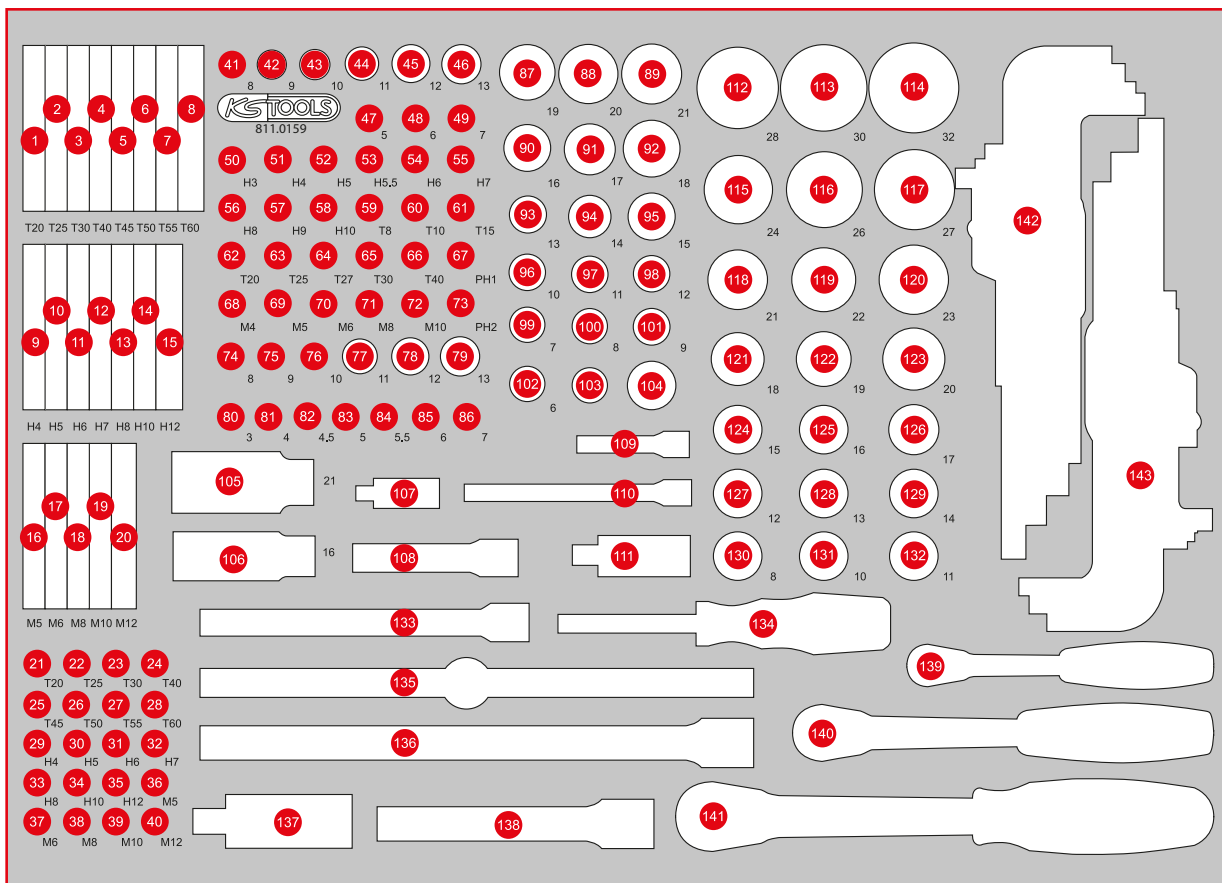 41 42 43 44 45 46 87 88 89 112 113 114
8 9 10 11 12 13 19 20 21 28 30 32
KS TOOLS
811.0159
47 48 49
5 6 7
1 2 3 4 5 6 7 8
T20 T25 T30 T40 T45 T50 T55 T60
50 51 52 53 54 55 90 91 92
H3 H4 H5 H5.5 H6 H7 16 17 18
56 57 58 59 60 61 93 94 95 115 116 117
H8 H9 H10 T8 T10 T15 13 14 15 24 26 27
142
62 63 64 65 66 67 96 97 98 118 119 120
T20 T25 T27 T30 T40 PH1 10 11 12 21 22 23
68 69 70 71 72 73 99 100 101
M4 M5 M6 M8 M10 PH2 7 8 9
9 10 11 12 13 14 15
H4 H5 H6 H7 H8 H10 H12
74 75 76 77 78 79 102 103 104 121 122 123
8 9 10 11 12 13 6 18 19 20
80 81 82 83 84 85 86
3 4 4.5 5 5.5 6 7
109 124 125 126
15 16 17
143
105 21 107 110 127 128 129
12 13 14
16 17 18 19 20
M5 M6 M8 M10 M12
106 16 108 111 130 131 132
8 10 11
133 134
21 22 23 24
T20 T25 T30 T40
135 139
25 26 27 28
T45 T50 T55 T60
136 140
29 30 31 32
H4 H5 H6 H7
33 34 35 36
H8 H10 H12 M5
37 38 39 40
M6 M8 M10 M12
137 138 141